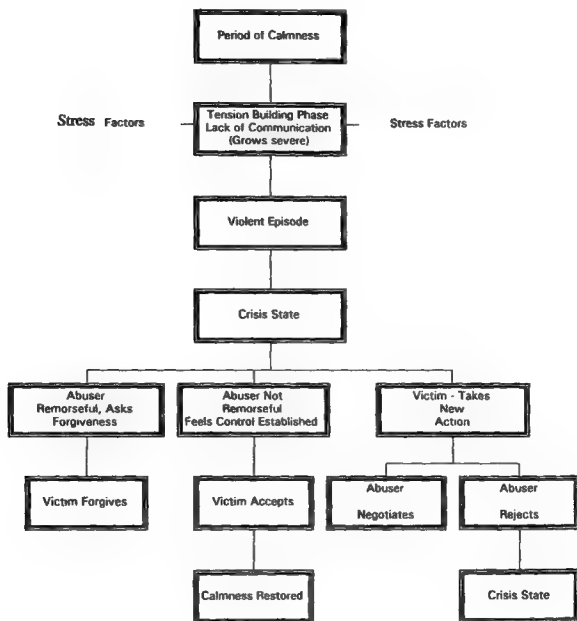 Period of Calmness
Stress Factors
Tension Building Phase
Lack of Communication
(Grows severe)
Stress Factors
Violent Episode
Crisis State
Abuser
Remorseful, Asks
Forgiveness
Abuser Not
Remorseful
Feels Control Established
Victim - Takes
New
Action
Victim Forgives
Victim Accepts
Abuser
Negotiates
Abuser
Rejects
Calmness Restored
Crisis State